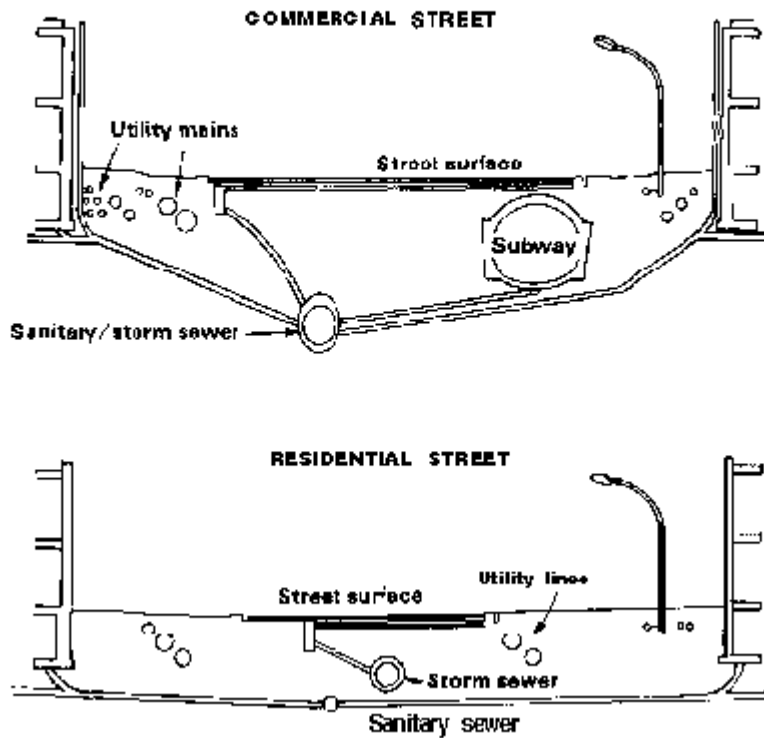 COMMERCIAL STREET
Utility mains
Street surface
Subway
Sanitary/storm sewer
RESIDENTIAL STREET
Utility lines
Street surface
Storm sewer
Sanitary sewer